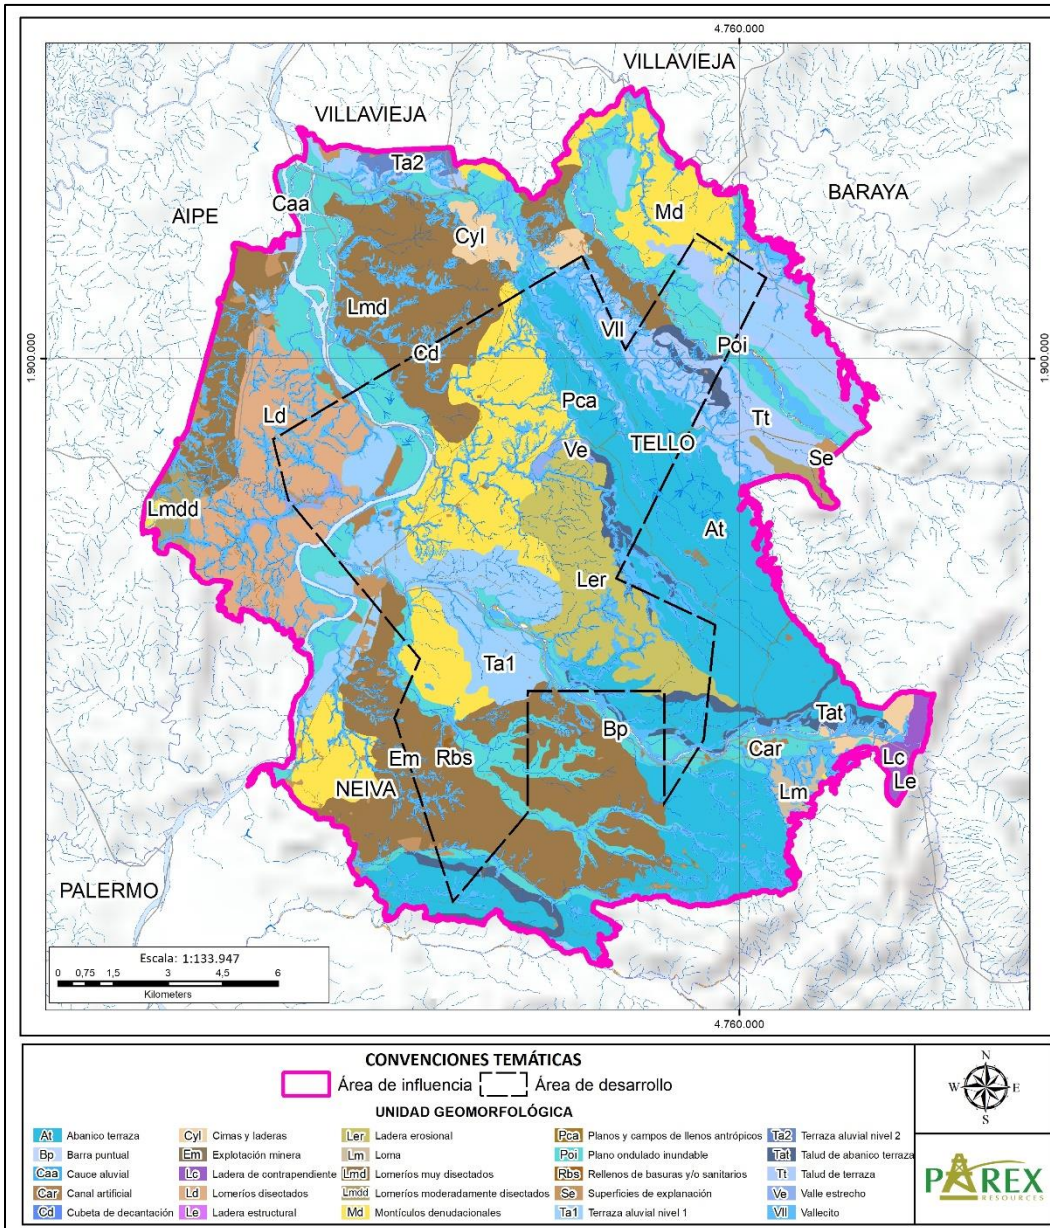 4.760.000
VILLAVIEJA
VILLAVIEJA
Ta2
BARAYA
Caa
AIPE
Md
Cyl
Lmd
Vll
Poi
1.900.000
1.900.000
Cd
Pca
Ld
Tt
TELLO
Ve
Se
Lmdd
At
Ler
Ta1
Tat
Bp
Car
Em
Rbs
Lc
Le
NEIVA
Lm
PALERMO
Escala: 1:133.947
0 0,75 1,5 3 4,5 6
Kilometers
4.760.000
CONVENCIONES TEMÁTICAS
Área de influencia Área de desarrollo
UNIDAD GEOMORFOLÓGICA
At Abanico terraza
Bp Barra puntual
Caa Cauce aluvial
Car Canal artificial
Cd Cubeta de decantación
Cyl Cimas y laderas
Em Explotación minera
Lc Ladera de contrapendiente
Ld Lomeríos disectados
Le Ladera estructural
Ler Ladera erosional
Lm Loma
Lmd Lomeríos muy disectados
Lmdd Lomeríos moderadamente disectados
Md Montículos denudacionales
Pca Planos y campos de llenos antrópicos
Poi Plano ondulado inundable
Rbs Rellenos de basuras y/o sanitarios
Se Superficies de explanación
Ta1 Terraza aluvial nivel 1
Ta2 Terraza aluvial nivel 2
Tat Talud de abanico terraza
Tt Talud de terraza
Ve Valle estrecho
Vll Vallecito
N
W E
S
PAREX
RESOURCES